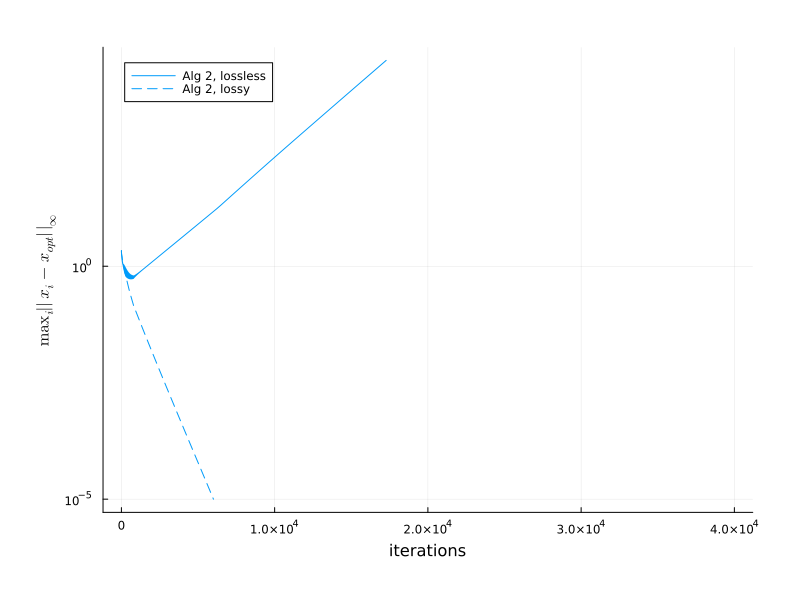 Alg 2, lossless
Alg 2, lossy
max_i|| x_i − x_opt||_∞
10^0
10^−5
0
1.0×10^4
2.0×10^4
3.0×10^4
4.0×10^4
iterations